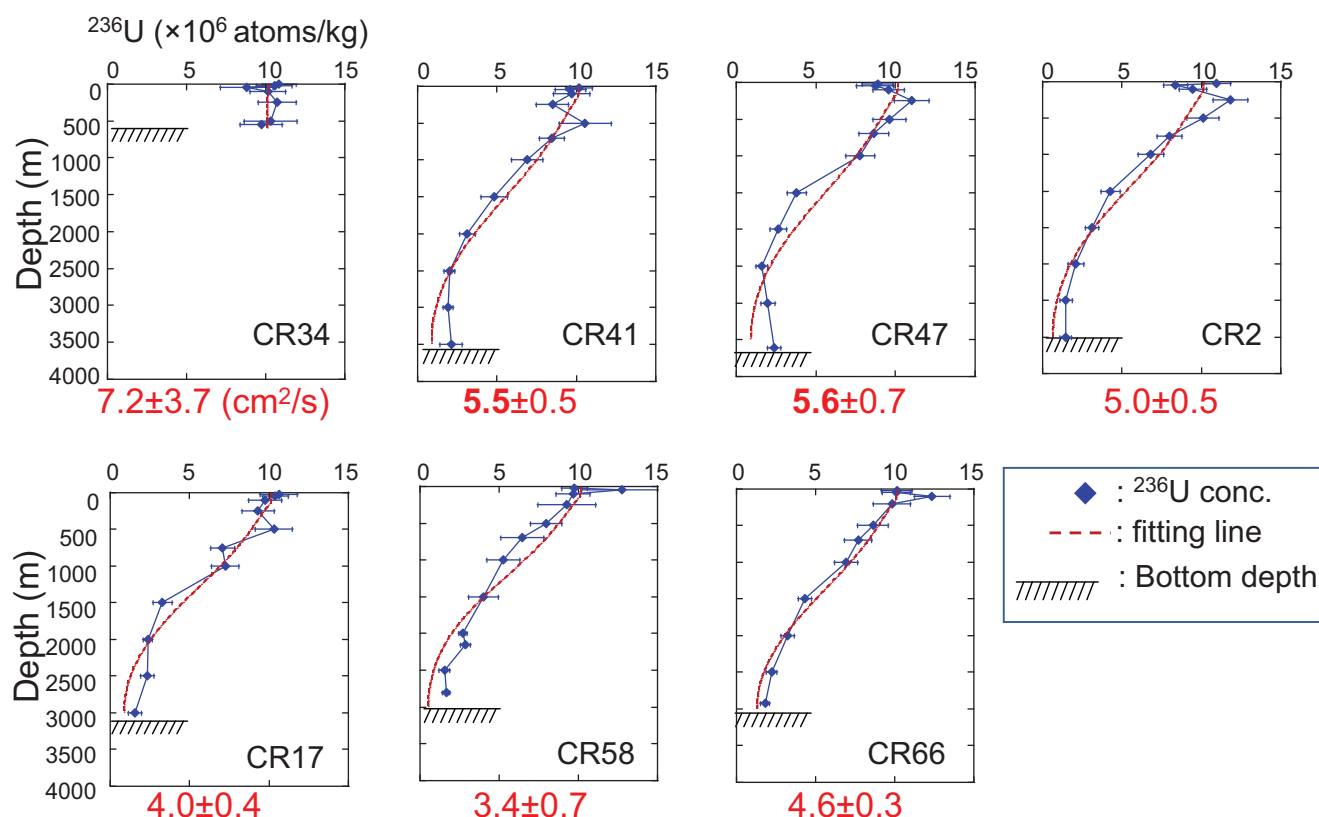 ²³⁶U (×10⁶ atoms/kg)
0 5 10 15
0 5 10 15
0 5 10 15
0 5 10 15
Depth (m)
0
500
1000
1500
2000
2500
3000
3500
4000
CR34
CR41
CR47
CR2
7.2±3.7 (cm²/s)
5.5±0.5
5.6±0.7
5.0±0.5
0 5 10 15
0 5 10 15
0 5 10 15
Depth (m)
0
500
1000
1500
2000
2500
3000
3500
4000
CR17
CR58
CR66
4.0±0.4
3.4±0.7
4.6±0.3
: ²³⁶U conc.
: fitting line
: Bottom depth